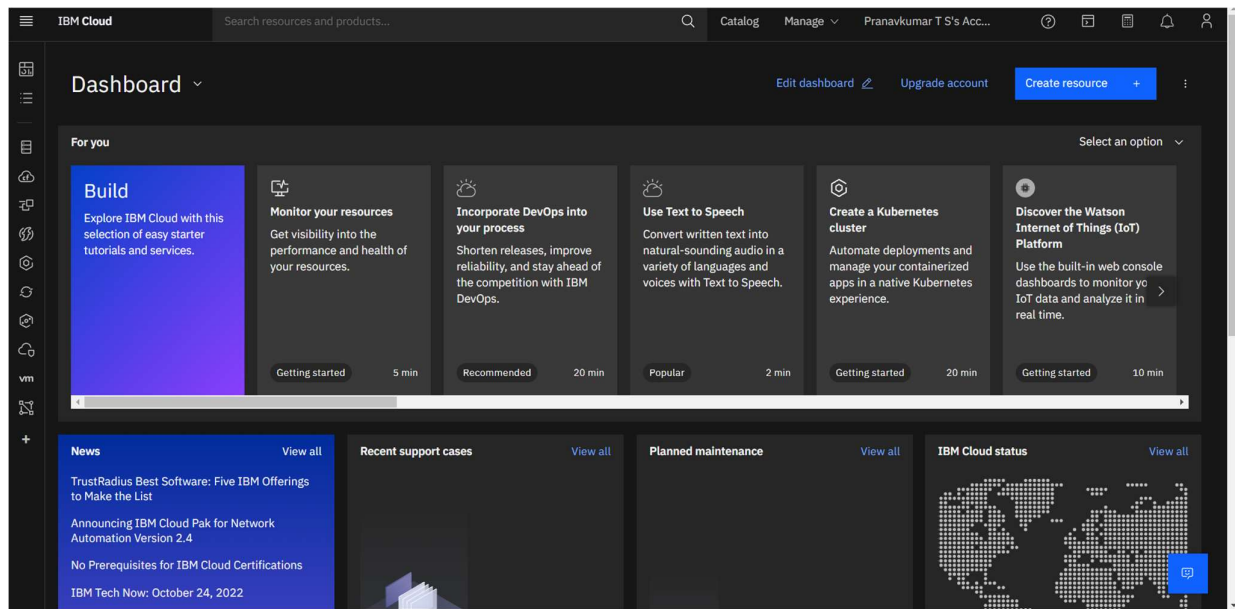 IBM Cloud
Search resources and products...
Catalog
Manage
Pranavkumar T S's Acc...
Dashboard
Edit dashboard
Upgrade account
Create resource +
For you
Select an option
Build
Explore IBM Cloud with this
selection of easy starter
tutorials and services.
Monitor your resources
Get visibility into the
performance and health of
your resources.
Getting started
5 min
Incorporate DevOps into
your process
Shorten releases, improve
reliability, and stay ahead of
the competition with IBM
DevOps.
Recommended
20 min
Use Text to Speech
Convert written text into
natural-sounding audio in a
variety of languages and
voices with Text to Speech.
Popular
2 min
Create a Kubernetes
cluster
Automate deployments and
manage your containerized
apps in a native Kubernetes
experience.
Getting started
20 min
Discover the Watson
Internet of Things (IoT)
Platform
Use the built-in web console
dashboards to monitor yo
IoT data and analyze it in
real time.
Getting started
10 min
vm
News
View all
TrustRadius Best Software: Five IBM Offerings
to Make the List
Announcing IBM Cloud Pak for Network
Automation Version 2.4
No Prerequisites for IBM Cloud Certifications
IBM Tech Now: October 24, 2022
Recent support cases
View all
Planned maintenance
View all
IBM Cloud status
View all